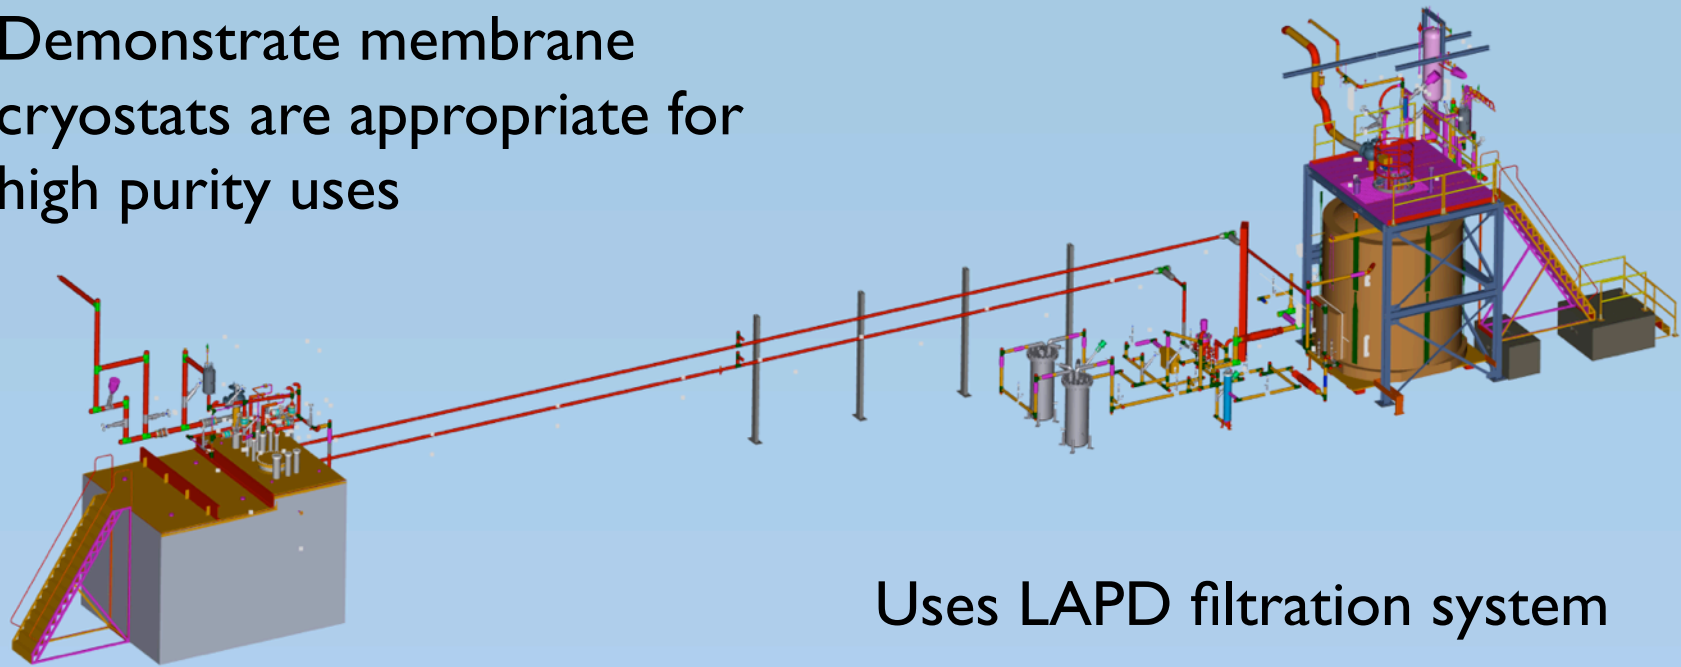 Demonstrate membrane
cryostats are appropriate for
high purity uses
Uses LAPD filtration system